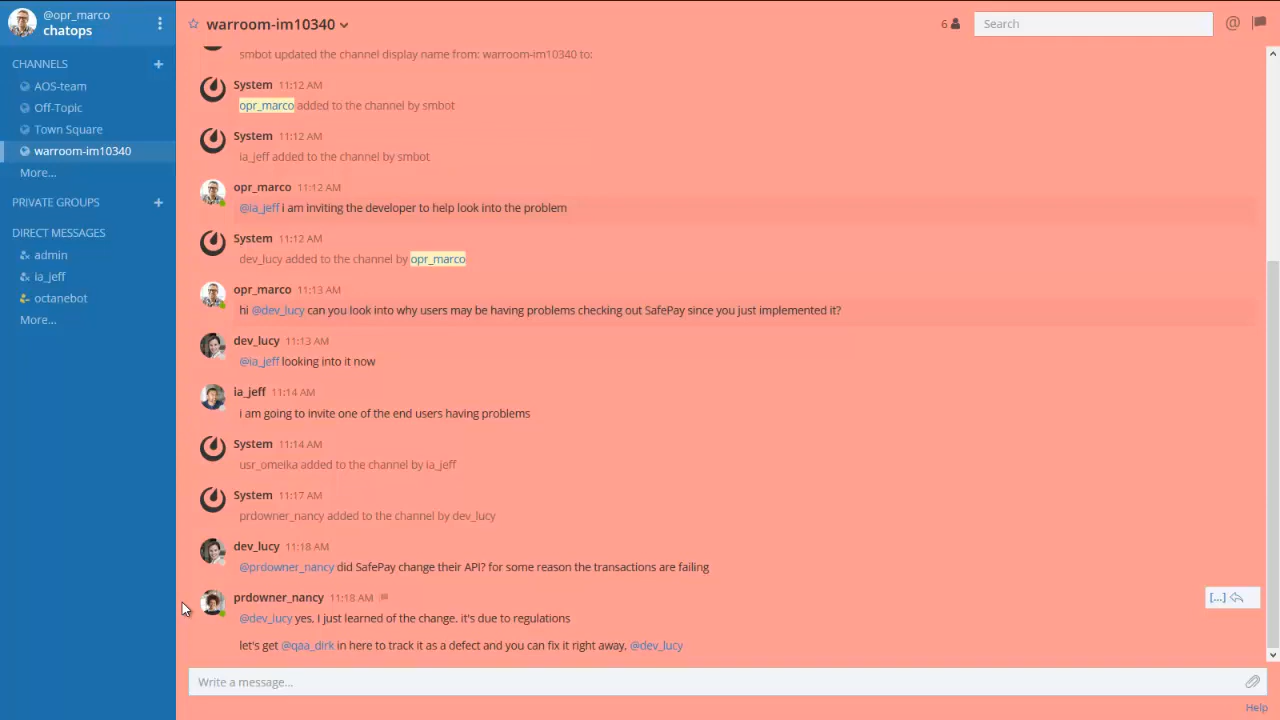 @opr_marco
chatops
CHANNELS +
AOS-team
Off-Topic
Town Square
warroom-im10340
More...
PRIVATE GROUPS +
DIRECT MESSAGES
admin
ia_jeff
octanebot
More...
warroom-im10340
6
Search
@
smbot updated the channel display name from: warroom-im10340 to:
System 11:12 AM
opr_marco added to the channel by smbot
System 11:12 AM
ia_jeff added to the channel by smbot
opr_marco 11:12 AM
@ia_jeff i am inviting the developer to help look into the problem
System 11:12 AM
dev_lucy added to the channel by opr_marco
opr_marco 11:13 AM
hi @dev_lucy can you look into why users may be having problems checking out SafePay since you just implemented it?
dev_lucy 11:13 AM
@ia_jeff looking into it now
ia_jeff 11:14 AM
i am going to invite one of the end users having problems
System 11:14 AM
usr_omeika added to the channel by ia_jeff
System 11:17 AM
prdowner_nancy added to the channel by dev_lucy
dev_lucy 11:18 AM
@prdowner_nancy did SafePay change their API? for some reason the transactions are failing
prdowner_nancy 11:18 AM
[...]
@dev_lucy yes, I just learned of the change. it's due to regulations
let's get @qaa_dirk in here to track it as a defect and you can fix it right away, @dev_lucy
Write a message...
Help